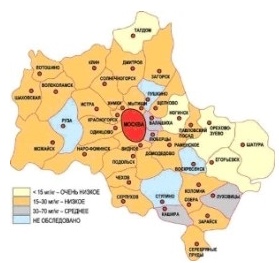 ТАЛДОМ
ЛОТОШИНО
КЛИН
ДМИТРОВ
ЗАГОРСК
ВОЛОКОЛАМСК
СОЛНЕЧНОГОРСК
ШАХОВСКАЯ
ПУШКИНО
ИСТРА
ХИМКИ
МЫТИЩИ
ЩЕЛКОВО
НОГИНСК
КРАСНОГОРСК
МОСКВА
БАЛАШИХА
РУЗА
ОДИНЦОВО
ПАВЛОВСКИЙ
ПОСАД
ОРЕХОВО-
ЗУЕВО
ЛЮБЕРЦЫ
ШАТУРА
МОЖАЙСК
НАРО-ФОМИНСК
ВИДНОЕ
ДОМОДЕДОВО
РАМЕНСКОЕ
ПОДОЛЬСК
ВОСКРЕСЕНСК
ЕГОРЬЕВСК
ЧЕХОВ
СТУПИНО
КОЛОМНА
ЛУХОВИЦЫ
СЕРПУХОВ
КАШИРА
ОЗЕРЫ
ЗАРАЙСК
СЕРЕБРЯНЫЕ
ПРУДЫ
< 15 мг/кг – ОЧЕНЬ НИЗКОЕ
15–30 мг/кг – НИЗКОЕ
30–70 мг/кг – СРЕДНЕЕ
НЕ ОБСЛЕДОВАНО